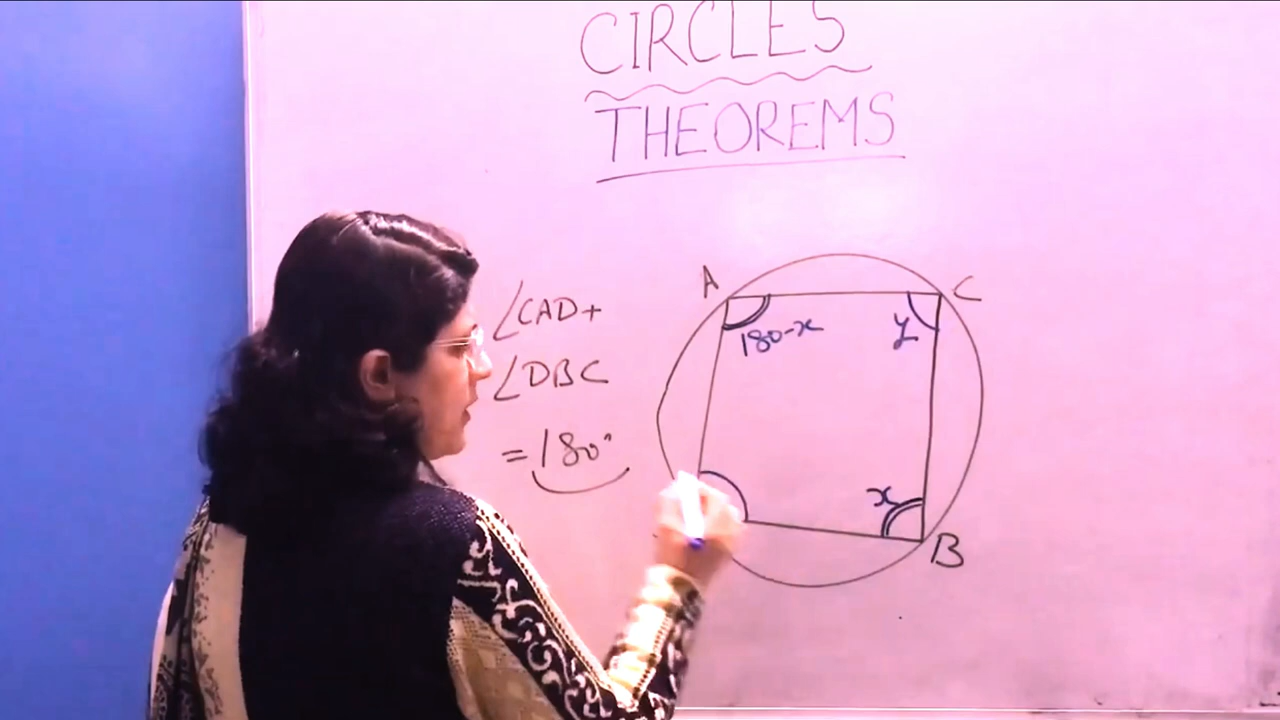 CIRCLES
THEOREMS
∠CAD+
∠DBC
=180°
A
C
180-x
y
x
B